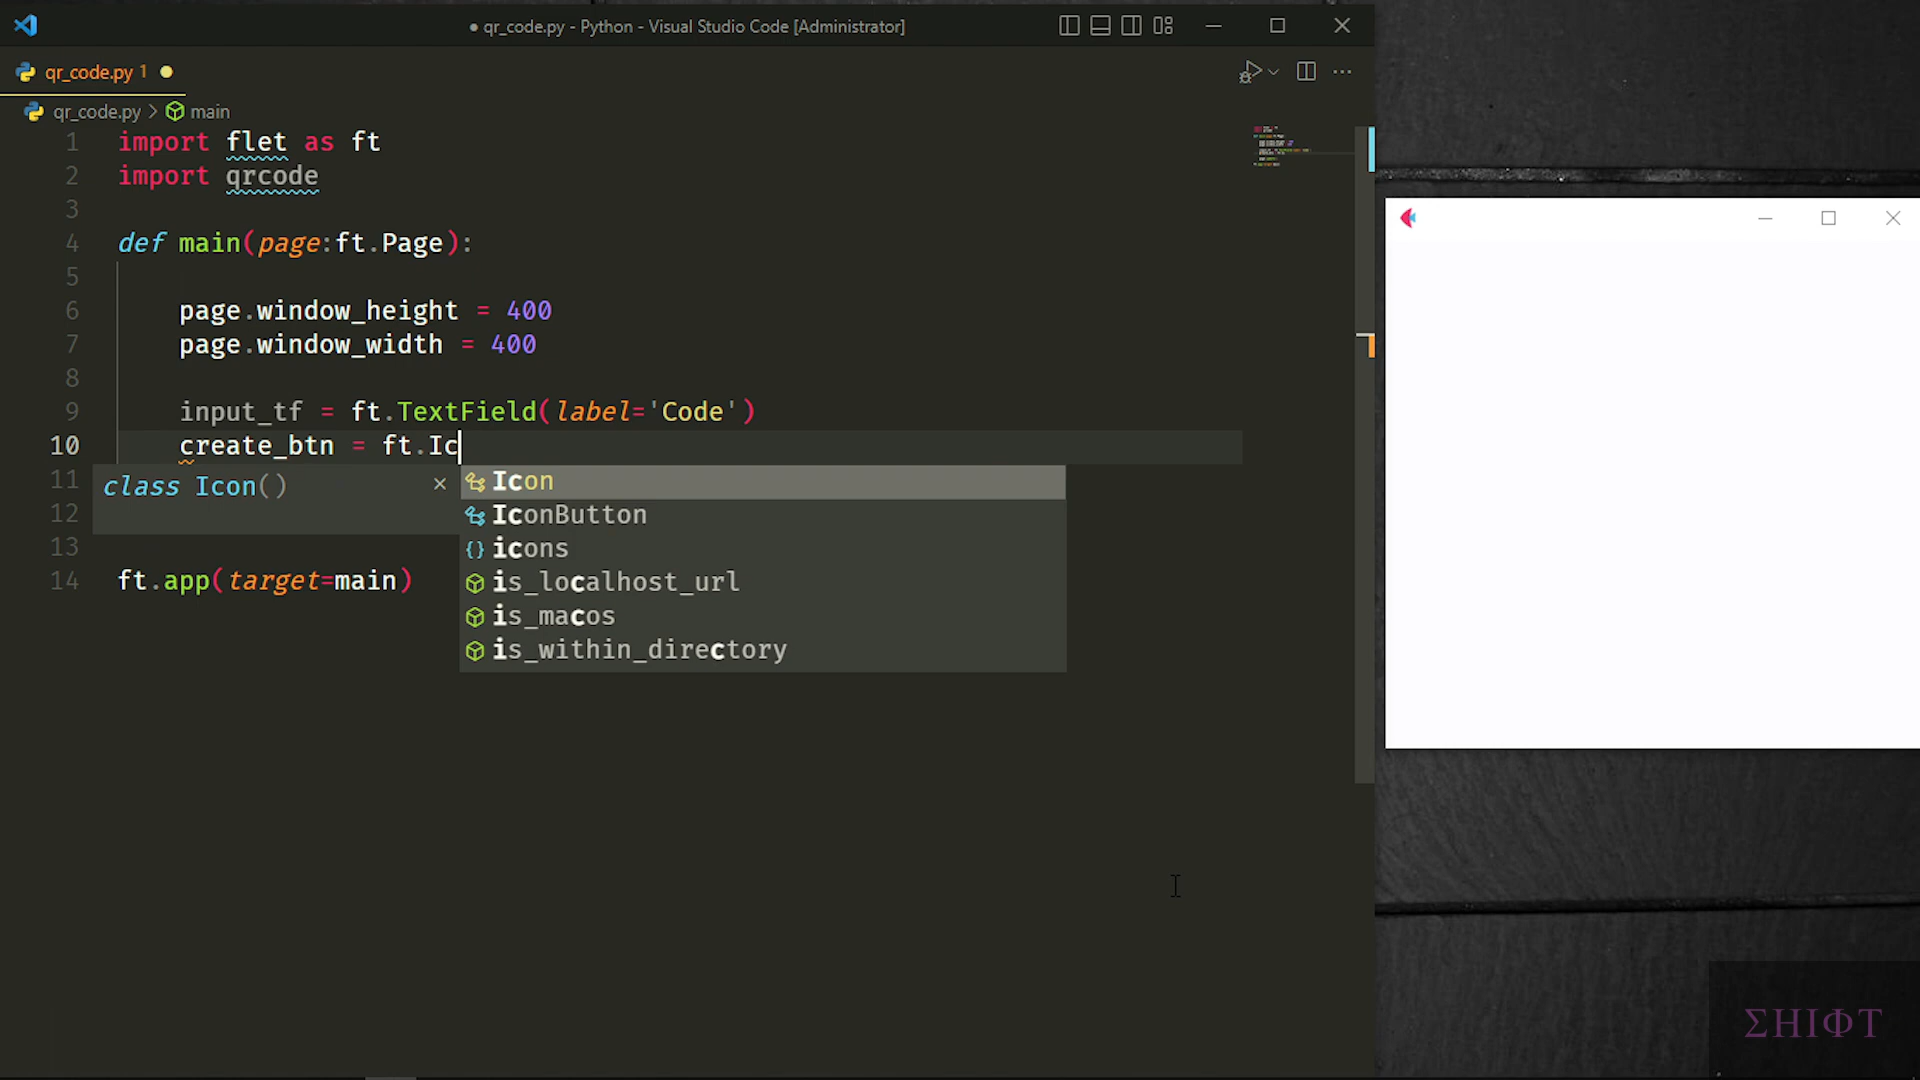 ● qr_code.py - Python - Visual Studio Code [Administrator]
qr_code.py 1 ●
qr_code.py > main
1 import flet as ft
2 import qrcode
3
4 def main(page:ft.Page):
5
6 page.window_height = 400
7 page.window_width = 400
8
9 input_tf = ft.TextField(label='Code')
10 create_btn = ft.Ic
11 class Icon() ×
12
13
14 ft.app(target=main)
Icon
IconButton
icons
is_localhost_url
is_macos
is_within_directory
ΣHIΦT